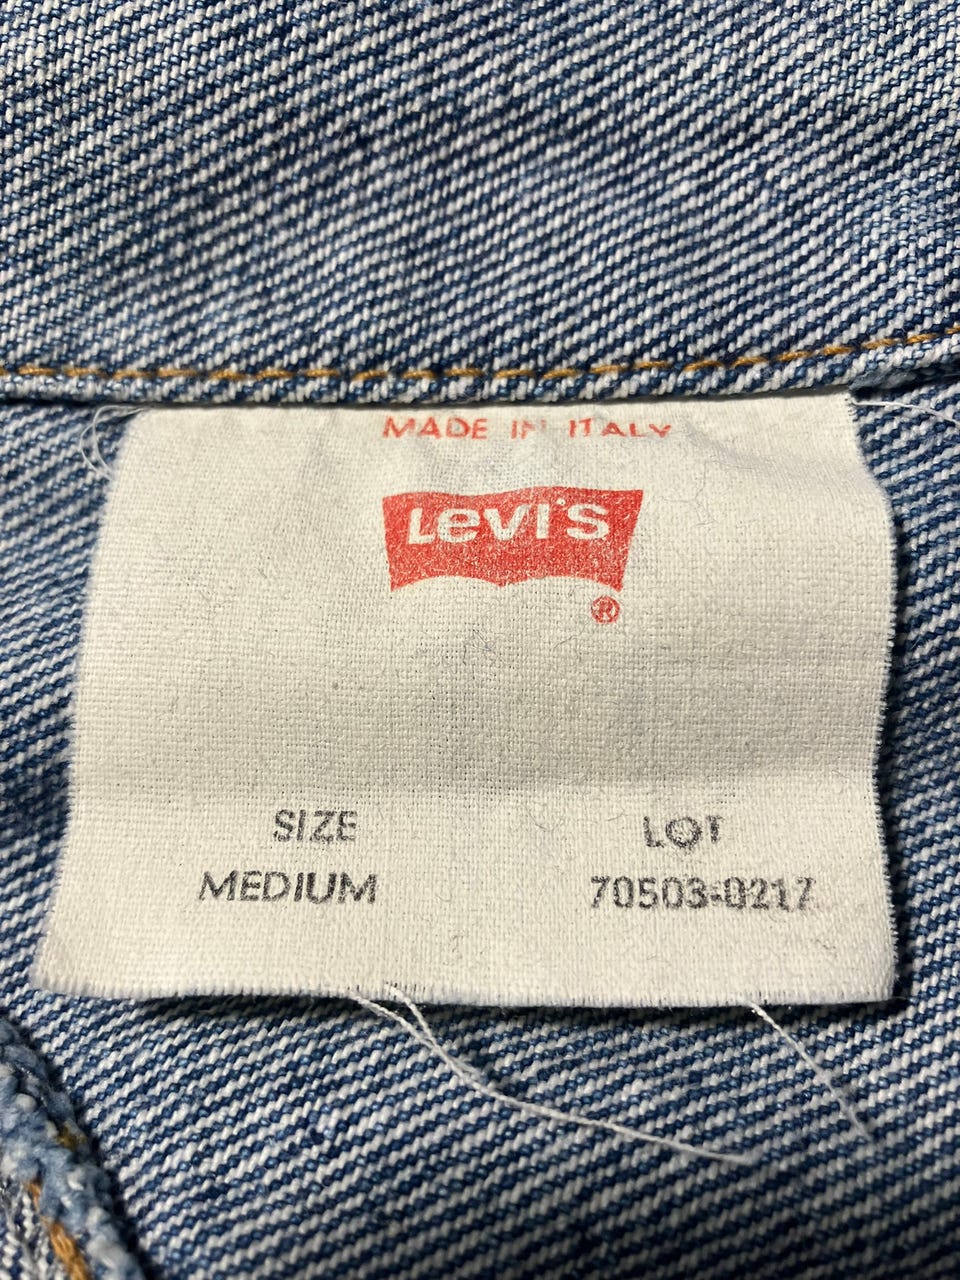 MADE IN ITALY
Levi's
®
SIZE LOT
MEDIUM 70503-0217